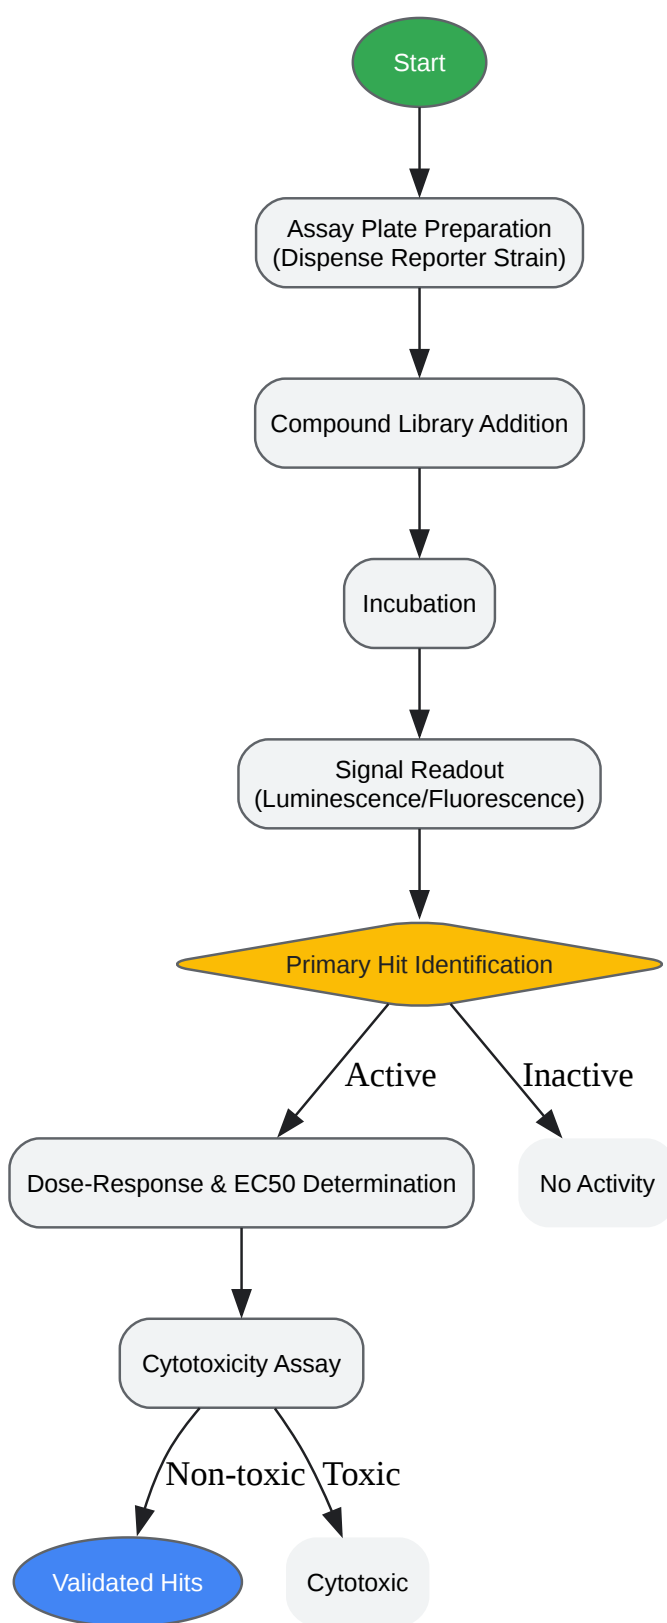 Start
Assay Plate Preparation
(Dispense Reporter Strain)
Compound Library Addition
Incubation
Signal Readout
(Luminescence/Fluorescence)
Primary Hit Identification
Active
Inactive
Dose-Response & EC50 Determination
No Activity
Cytotoxicity Assay
Non-toxic
Toxic
Validated Hits
Cytotoxic